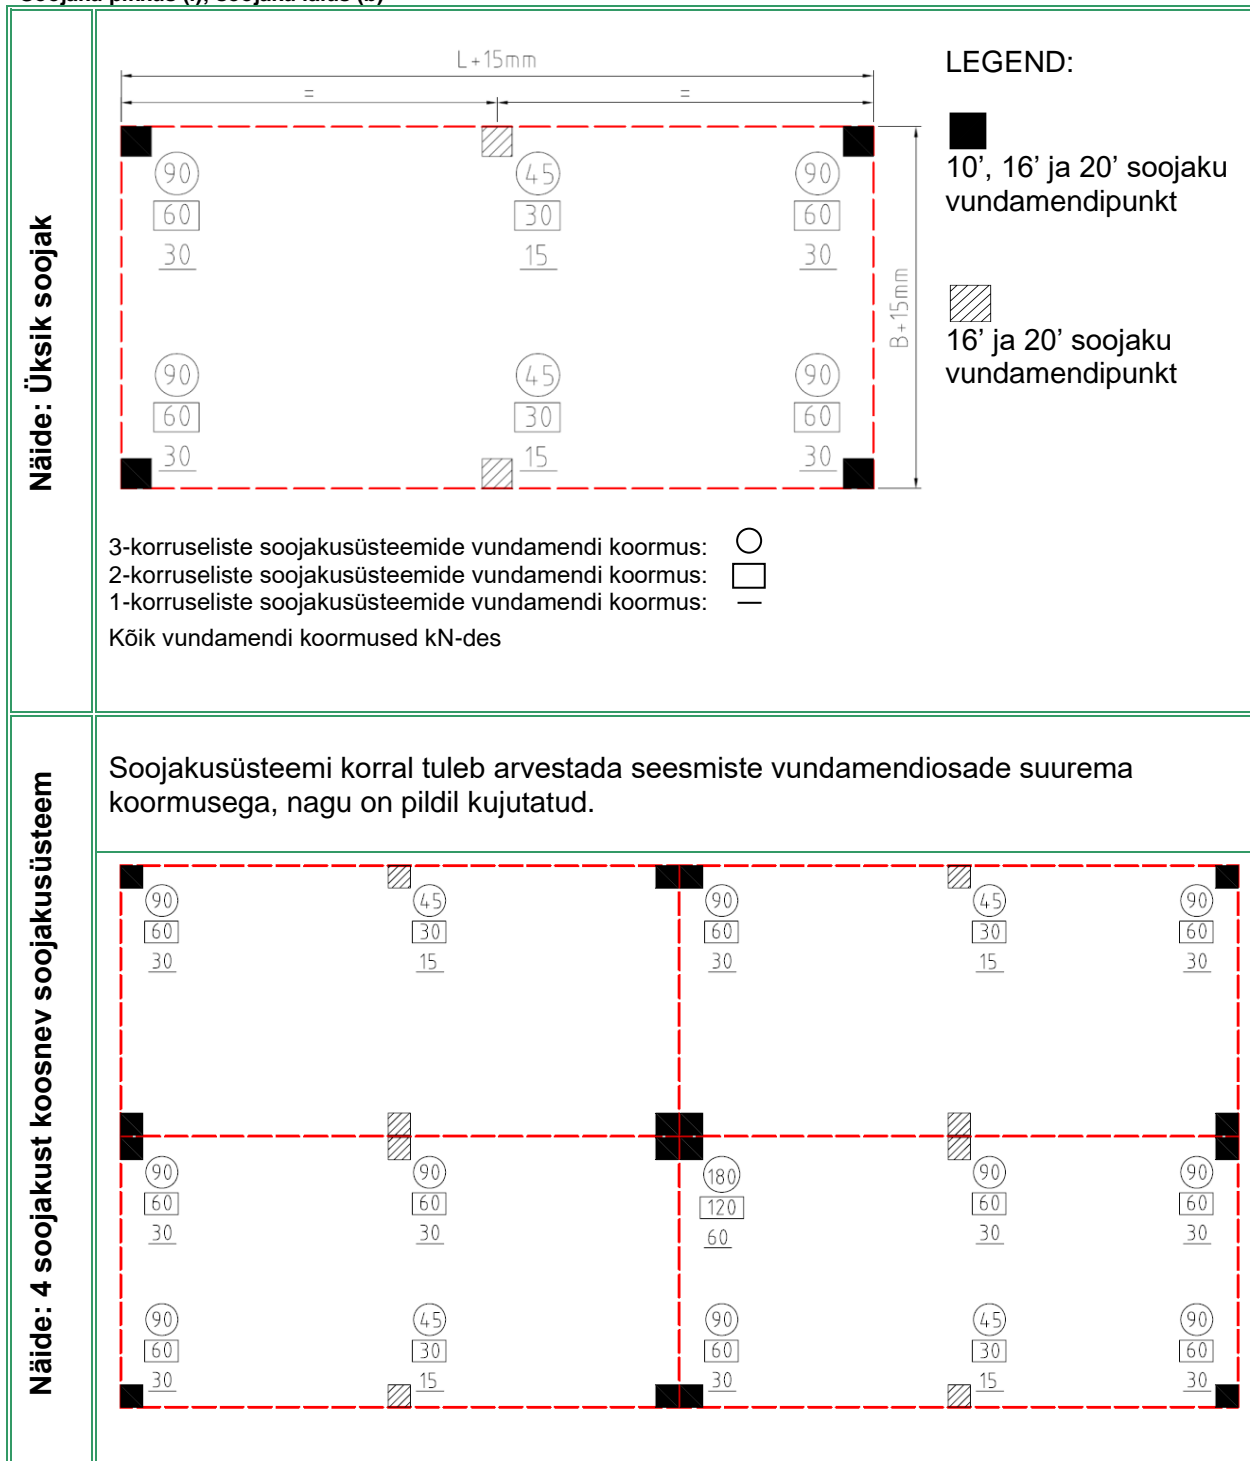 Soojaku pikkus (l); Soojaku laius (b)
Näide: Üksik soojak
L+15mm
= =
90 45 90
60 30 60
30 15 30
B+15mm
90 45 90
60 30 60
30 15 30
LEGEND:
10’, 16’ ja 20’ soojaku
vundamendipunkt
16’ ja 20’ soojaku
vundamendipunkt
3-korruseliste soojakusüsteemide vundamendi koormus:
2-korruseliste soojakusüsteemide vundamendi koormus:
1-korruseliste soojakusüsteemide vundamendi koormus:
Kõik vundamendi koormused kN-des
Näide: 4 soojakust koosnev soojakusüsteem
Soojakusüsteemi korral tuleb arvestada seesmiste vundamendiosade suurema
koormusega, nagu on pildil kujutatud.
90 45 90 45 90
60 30 60 30 60
30 15 30 15 30
90 90 180 90 90
60 60 120 60 60
30 30 60 30 30
90 45 90 45 90
60 30 60 30 60
30 15 30 15 30